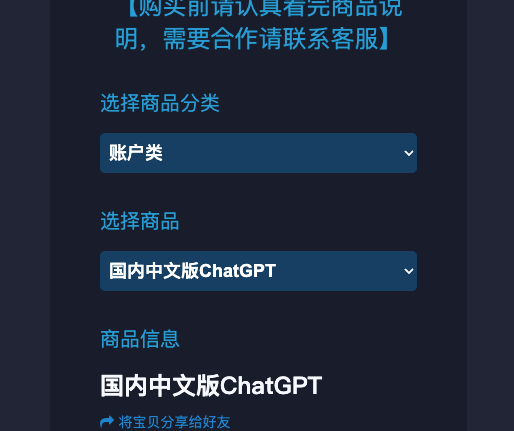 【购买前请认真看完商品说
明，需要合作请联系客服】
选择商品分类
账户类
选择商品
国内中文版ChatGPT
商品信息
国内中文版ChatGPT
将宝贝分享给好友